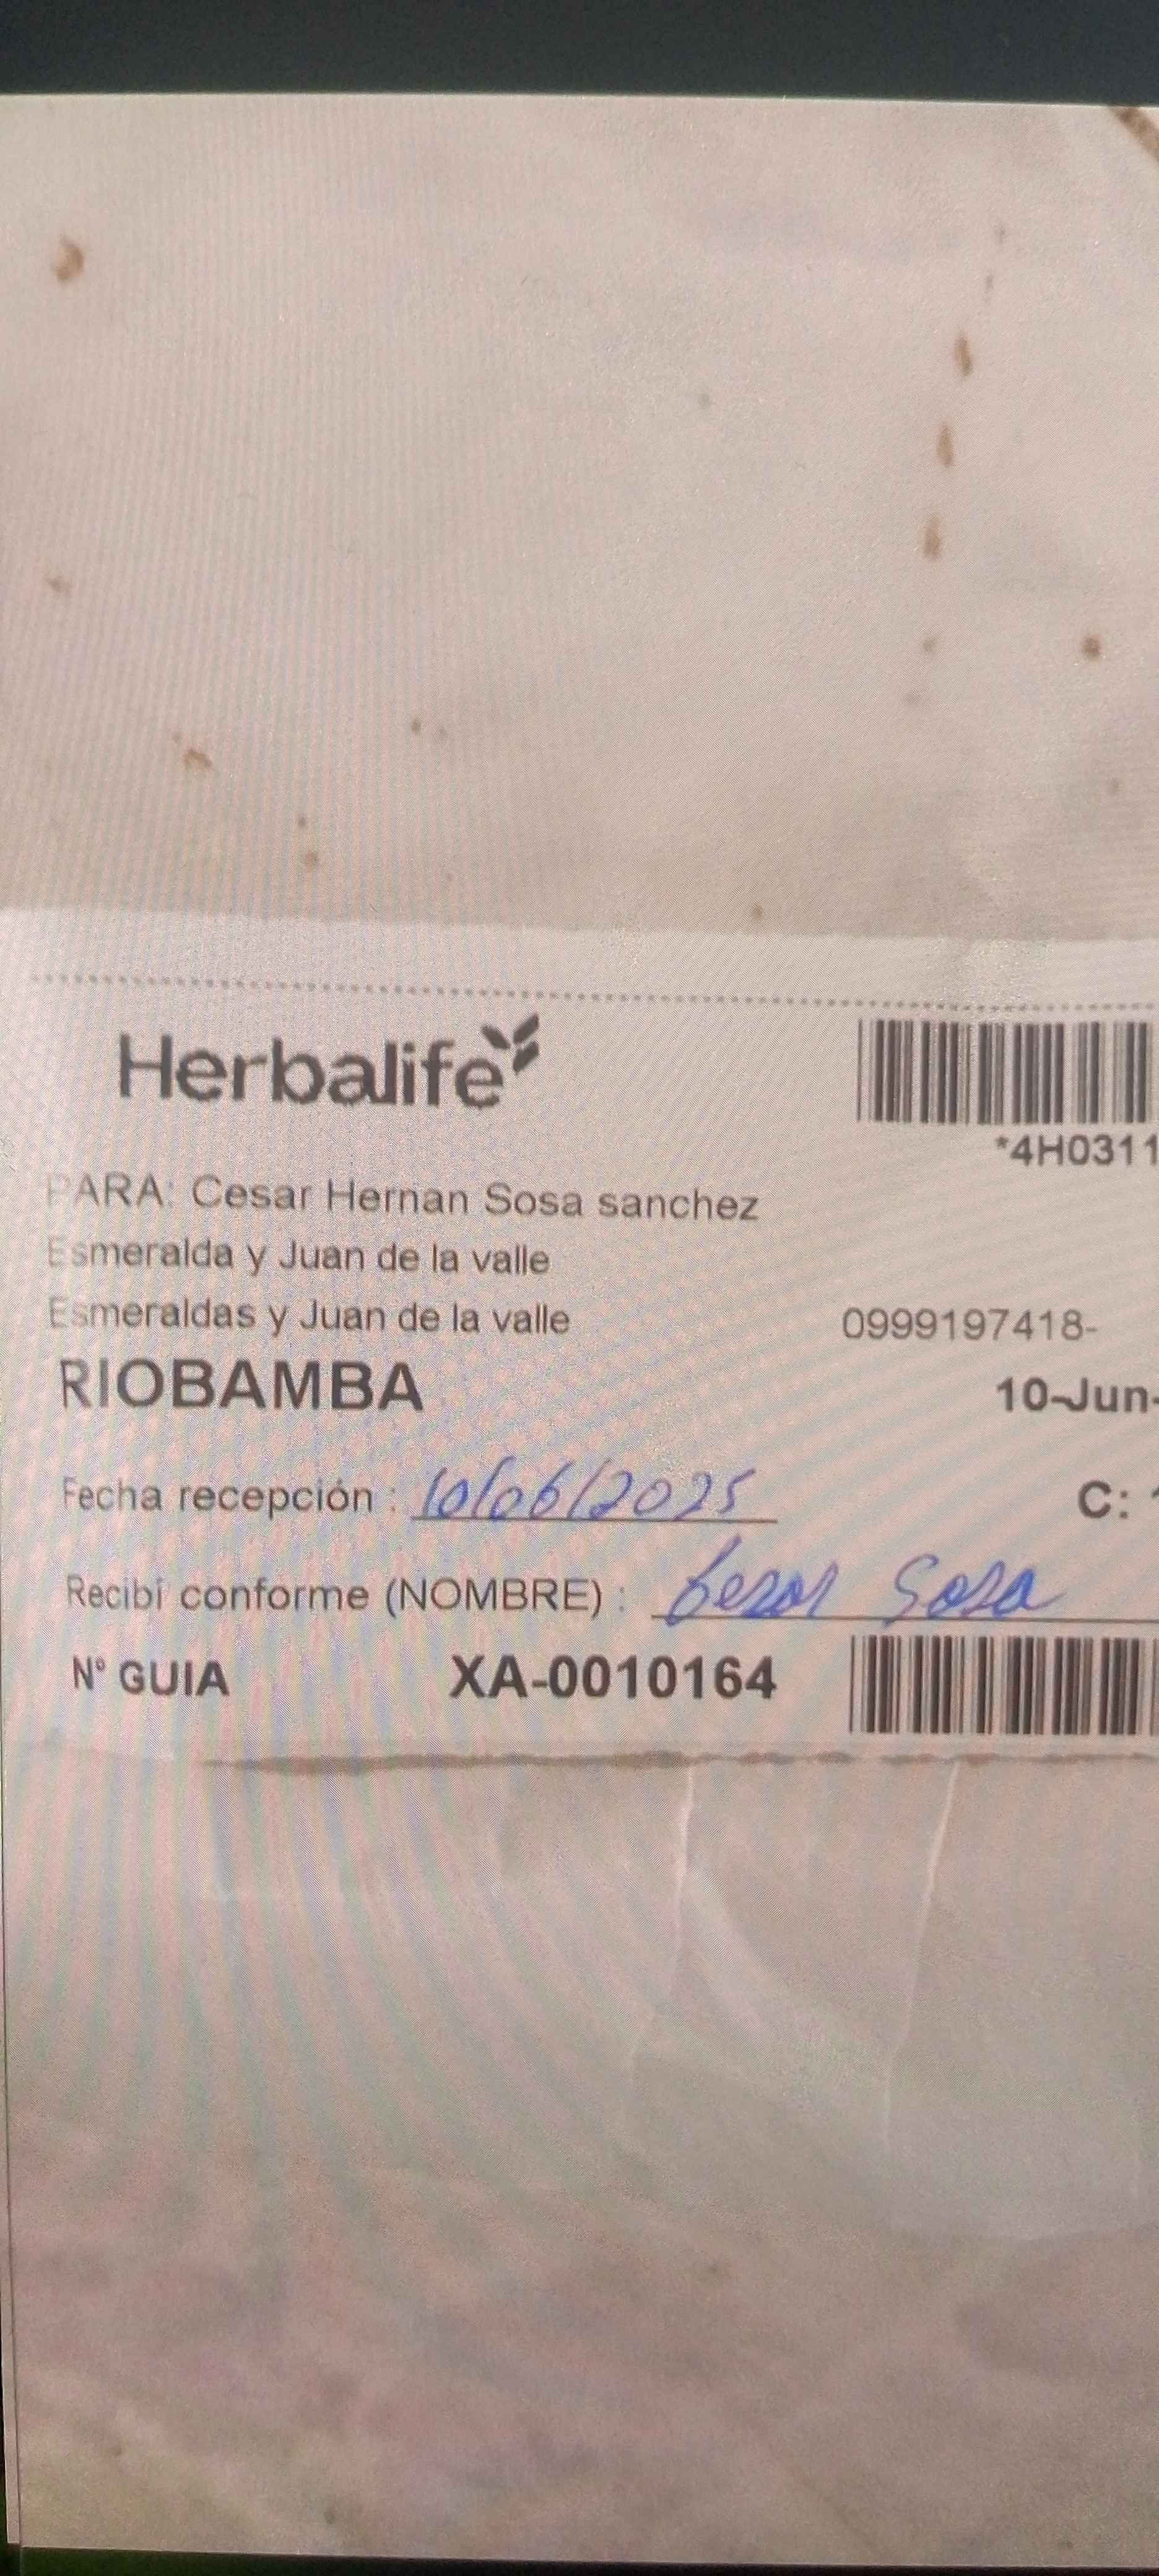 Herbalife
*4H0311
PARA: Cesar Hernan Sosa sanchez
Esmeralda y Juan de la valle
Esmeraldas y Juan de la valle 0999197418-
RIOBAMBA 10-Jun-
Fecha recepción : 10/06/2025 C:
Recibí conforme (NOMBRE) : Cesar Sosa
Nº GUIA XA-0010164